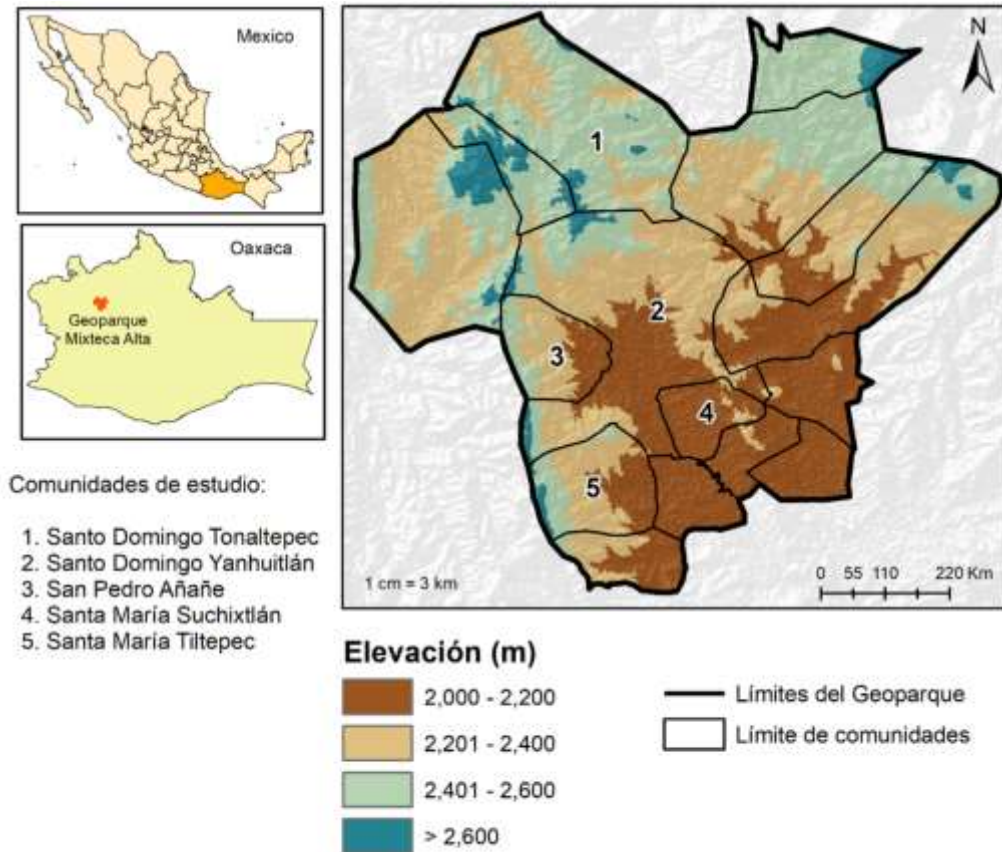 Mexico
Oaxaca
Geoparque
Mixteca Alta
Comunidades de estudio:
1. Santo Domingo Tonaltepec
2. Santo Domingo Yanhuitlán
3. San Pedro Añañe
4. Santa María Suchixtlán
5. Santa María Tiltepec
N
1
2
3
4
5
1 cm = 3 km
0 55 110 220 Km
Elevación (m)
2,000 - 2,200
2,201 - 2,400
2,401 - 2,600
> 2,600
Límites del Geoparque
Límite de comunidades